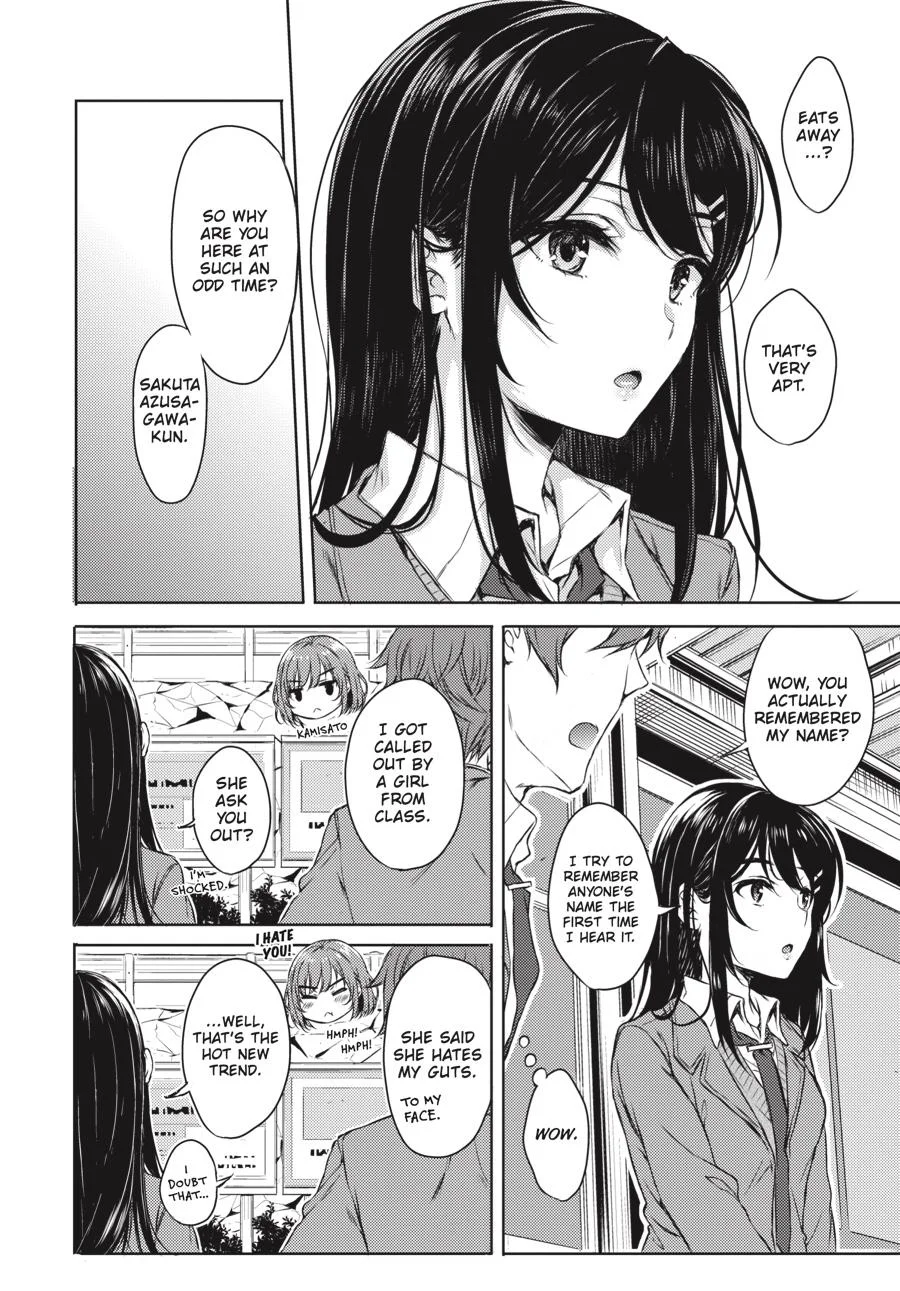 EATS
AWAY
...?
THAT'S
VERY
APT.
SO WHY
ARE YOU
HERE AT
SUCH AN
ODD TIME?
SAKUTA
AZUSA-
GAWA-
KUN.
WOW, YOU
ACTUALLY
REMEMBERED
MY NAME?
I TRY TO
REMEMBER
ANYONE'S
NAME THE
FIRST TIME
I HEAR IT.
WOW.
I GOT
CALLED
OUT BY
A GIRL
FROM
CLASS.
KAMISATO
SHE
ASK
YOU
OUT?
I'M
SHOCKED.
SHE SAID
SHE HATES
MY GUTS.
TO MY
FACE.
I HATE
YOU!
HMPH!
HMPH!
...WELL,
THAT'S THE
HOT NEW
TREND.
I
DOUBT
THAT...